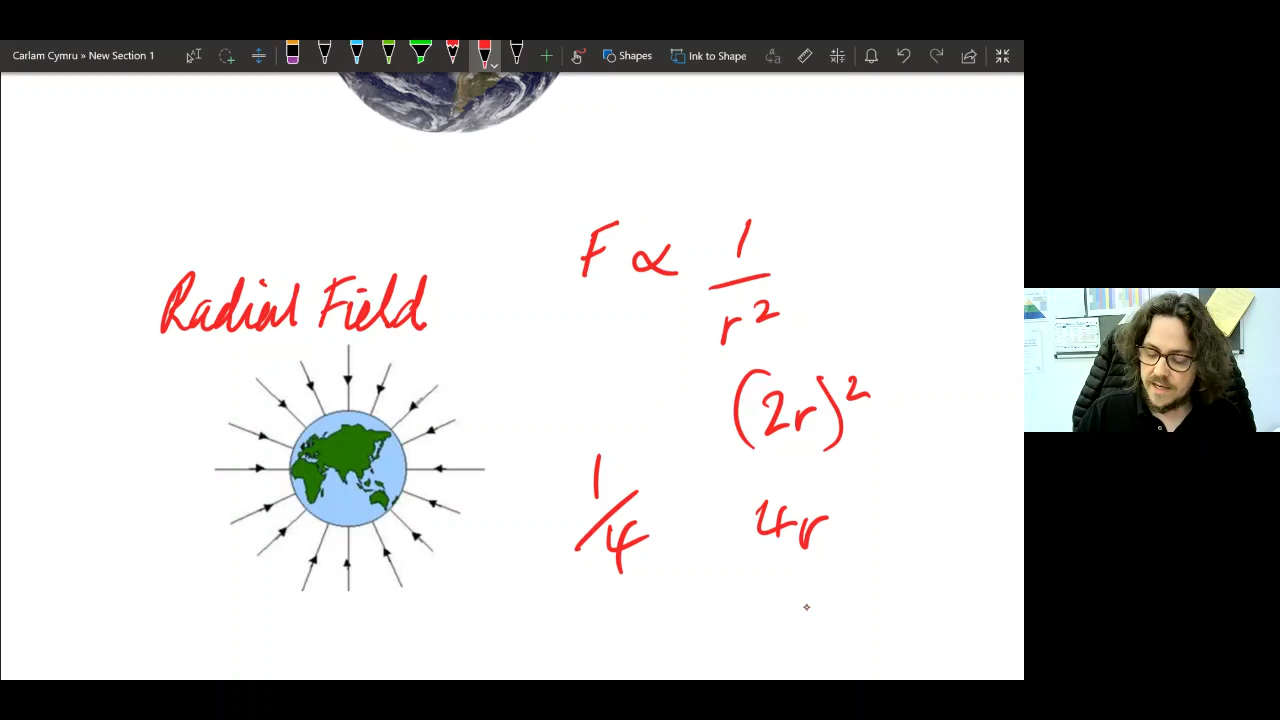 Carlam Cymru » New Section 1
Shapes
Ink to Shape
Radial Field
F ∝ 1
r²
(2r)²
1/4
4r